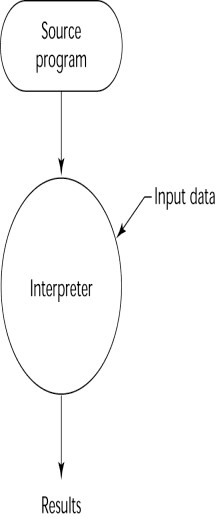 Source
program
Input data
Interpreter
Results